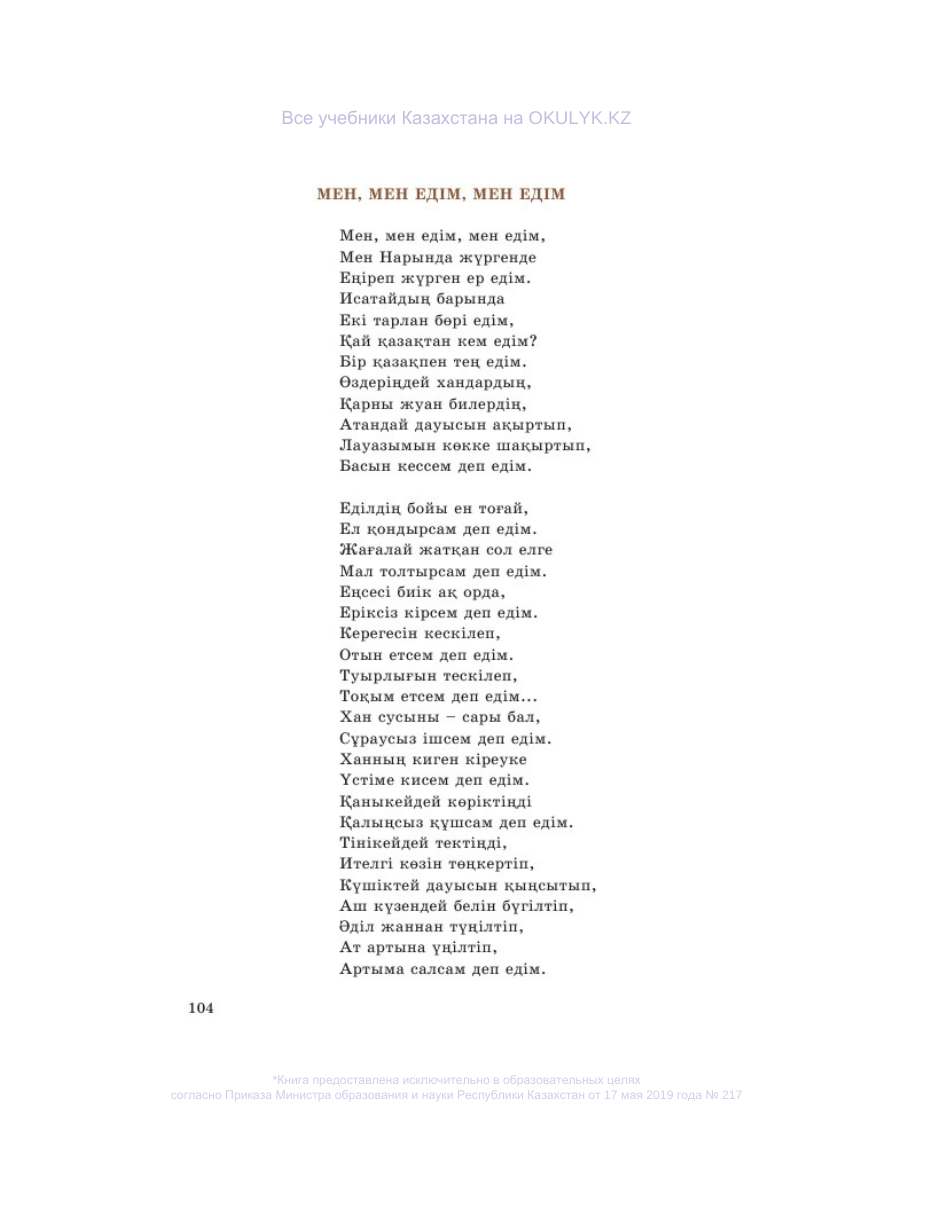 Все учебники Казахстана на OKULYK.KZ
МЕН, МЕН ЕДІМ, МЕН ЕДІМ
Мен, мен едім, мен едім,
Мен Нарында жүргенде
Еңіреп жүрген ер едім.
Исатайдың барында
Екі тарлан бөрі едім,
Қай қазақтан кем едім?
Бір қазақпен тең едім.
Өздеріңдей хандардың,
Қарны жуан билердің,
Атандай дауысын ақыртып,
Лауазымын көкке шақыртып,
Басын кессем деп едім.
Еділдің бойы ен тоғай,
Ел қондырсам деп едім.
Жағалай жатқан сол елге
Мал толтырсам деп едім.
Еңсесі биік ақ орда,
Еріксіз кірсем деп едім.
Керегесін кескілеп,
Отын етсем деп едім.
Туырлығын тескілеп,
Тоқым етсем деп едім...
Хан сусыны – сары бал,
Сұраусыз ішсем деп едім.
Ханның киген кіреуке
Үстіме кисем деп едім.
Қаныкейдей көріктіңді
Қалыңсыз құшсам деп едім.
Тінікейдей тектіңді,
Ителгі көзін төңкертіп,
Күшіктей дауысын қыңсытып,
Аш күзендей белін бүгілтіп,
Әділ жаннан түңілтіп,
Ат артына үңілтіп,
Артыма салсам деп едім.
104
*Книга предоставлена исключительно в образовательных целях
согласно Приказа Министра образования и науки Республики Казахстан от 17 мая 2019 года № 217